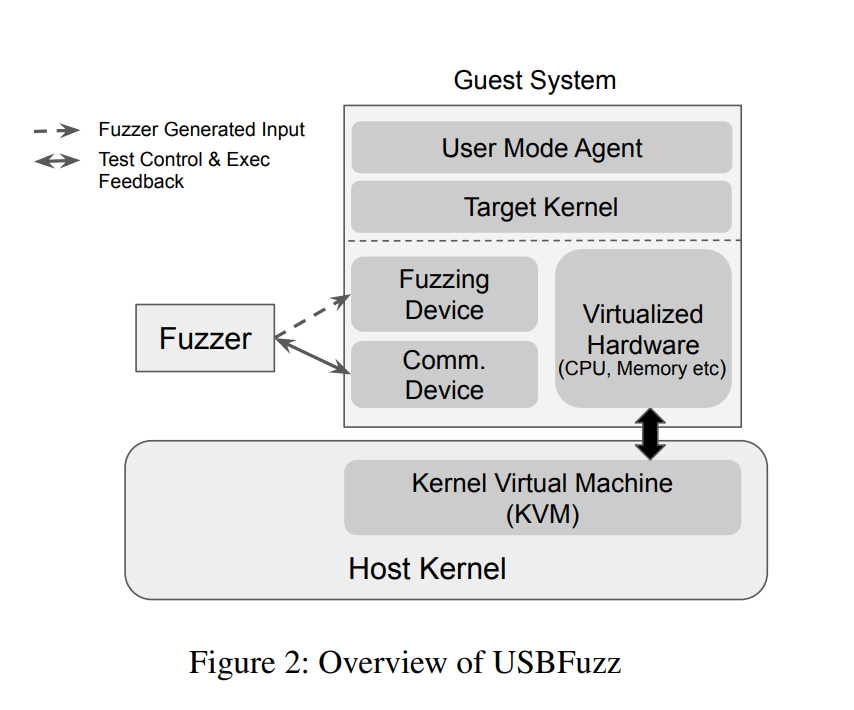 Guest System
Fuzzer Generated Input
Test Control & Exec
Feedback
User Mode Agent
Target Kernel
Fuzzing
Device
Virtualized
Hardware
(CPU, Memory etc)
Fuzzer
Comm.
Device
Kernel Virtual Machine
(KVM)
Host Kernel
Figure 2: Overview of USBFuzz